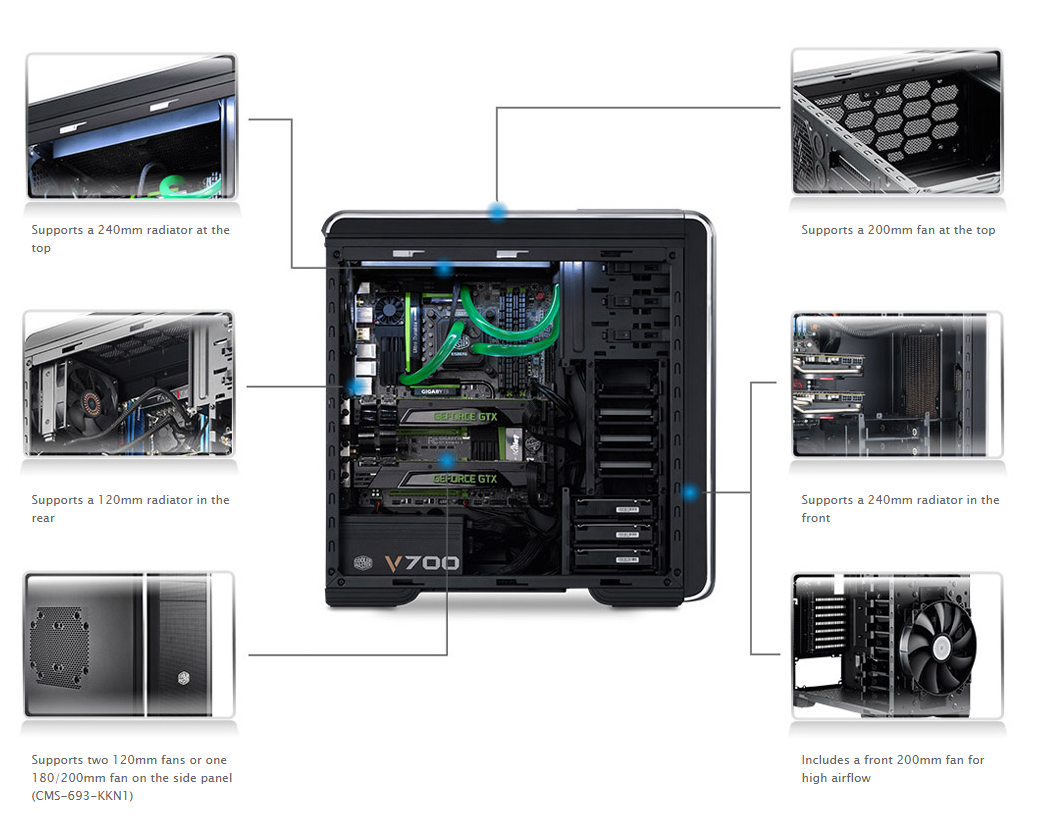 Supports a 240mm radiator at the
top
Supports a 200mm fan at the top
Supports a 120mm radiator in the
rear
Supports a 240mm radiator in the
front
Supports two 120mm fans or one
180/200mm fan on the side panel
(CMS-693-KKN1)
Includes a front 200mm fan for
high airflow
GIGABYTE
GEFORCE GTX
GEFORCE GTX
COOLER
MASTER
V700